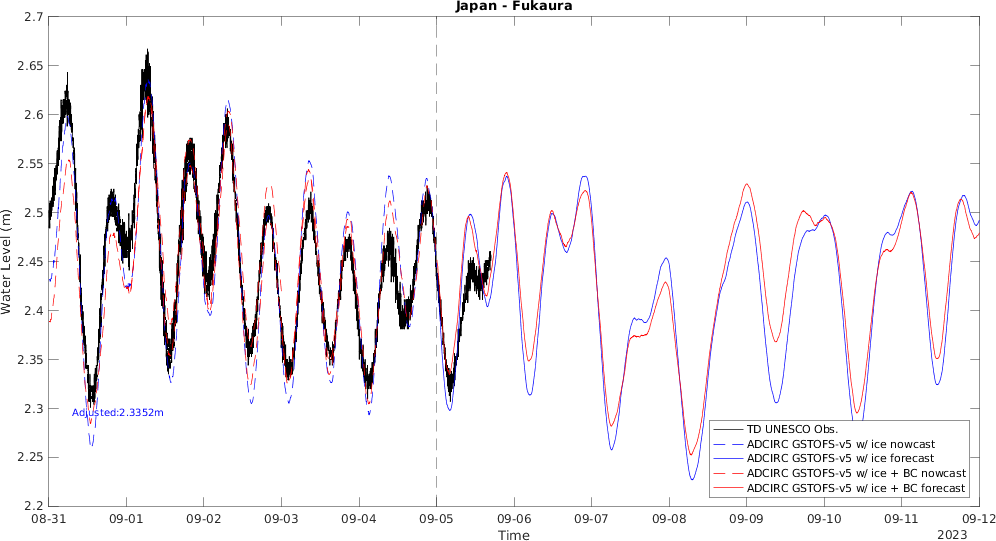 Japan - Fukaura
Water Level (m)
2.7
2.65
2.6
2.55
2.5
2.45
2.4
2.35
2.3
2.25
2.2
Adjusted:2.3352m
TD UNESCO Obs.
ADCIRC GSTOFS-v5 w/ ice nowcast
ADCIRC GSTOFS-v5 w/ ice forecast
ADCIRC GSTOFS-v5 w/ ice + BC nowcast
ADCIRC GSTOFS-v5 w/ ice + BC forecast
08-31 09-01 09-02 09-03 09-04 09-05 09-06 09-07 09-08 09-09 09-10 09-11 09-12
Time
2023